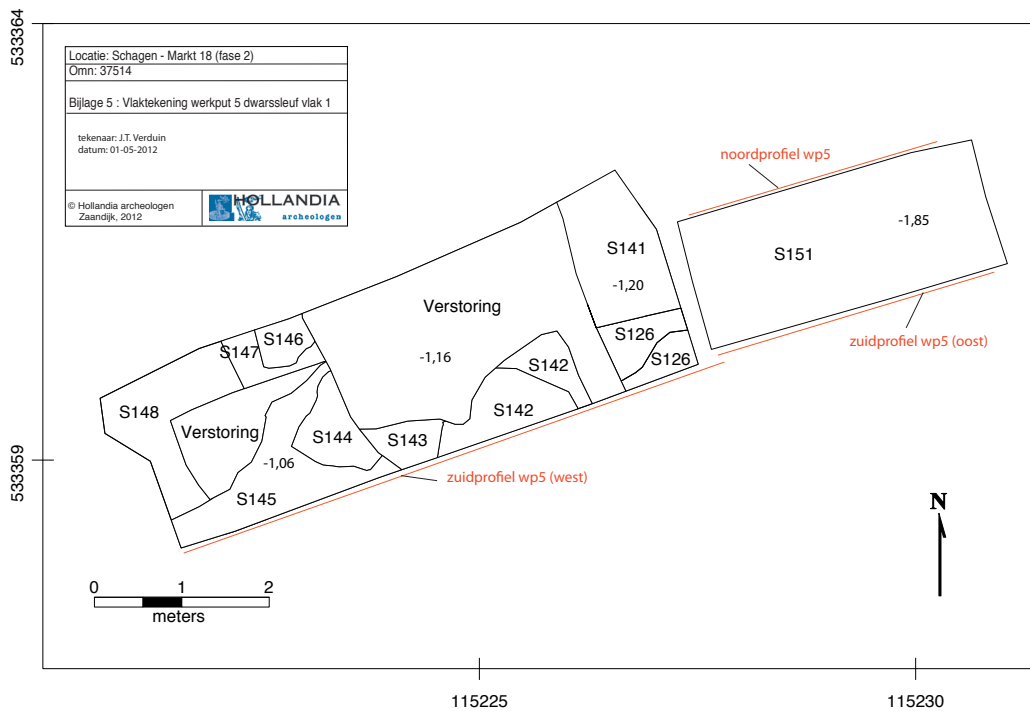 533364
Locatie: Schagen - Markt 18 (fase 2)
Omn: 37514
Bijlage 5 : Vlaktekening werkput 5 dwarssleuf vlak 1
tekenaar: J.T. Verduin
datum: 01-05-2012
© Hollandia archeologen
Zaandijk, 2012
HOLLANDIA
archeologen
noordprofiel wp5
-1,85
S151
S141
-1,20
Verstoring
S126
S146
S147
zuidprofiel wp5 (oost)
-1,16
S142
S126
S148
S142
Verstoring
S144
S143
533359
-1,06
zuidprofiel wp5 (west)
S145
N
0 1 2
meters
115225
115230